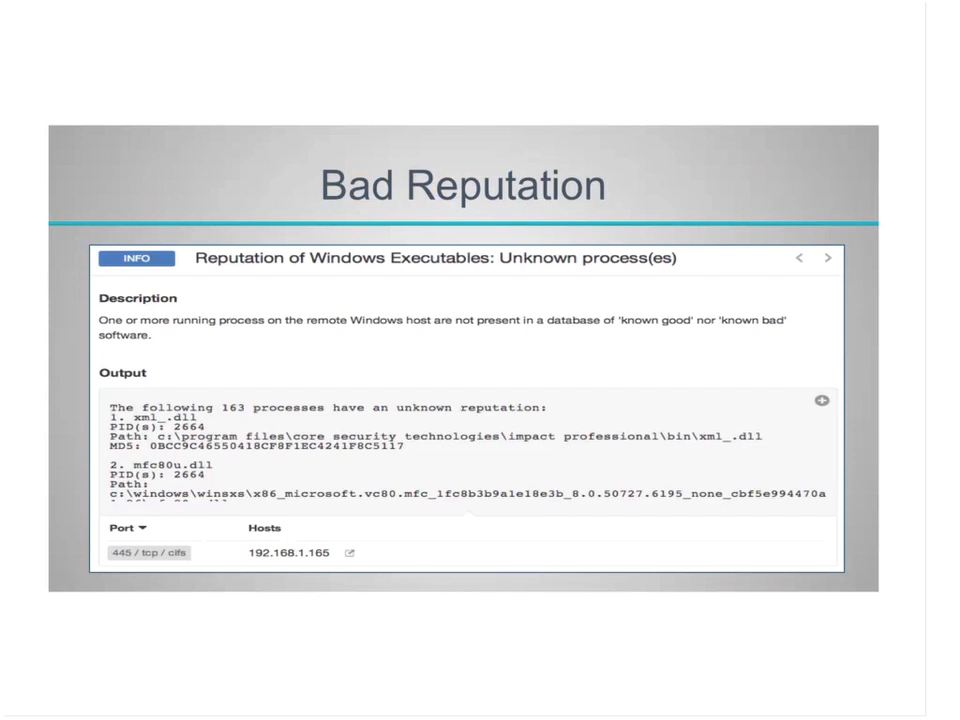 Bad Reputation
INFO
Reputation of Windows Executables: Unknown process(es)
Description
One or more running process on the remote Windows host are not present in a database of 'known good' nor 'known bad'
software.
Output
The following 163 processes have an unknown reputation:
1. xml_.dll
PID(s): 2664
Path: c:\program files\core security technologies\impact professional\bin\xml_.dll
MD5: 0BCC9C46550418CF8F1EC4241F8C5117
2. mfc80u.dll
PID(s): 2664
Path:
c:\windows\winsxs\x86_microsoft.vc80.mfc_1fc8b3b9a1e18e3b_8.0.50727.6195_none_cbf5e994470a
Port
Hosts
445 / tcp / cifs
192.168.1.165